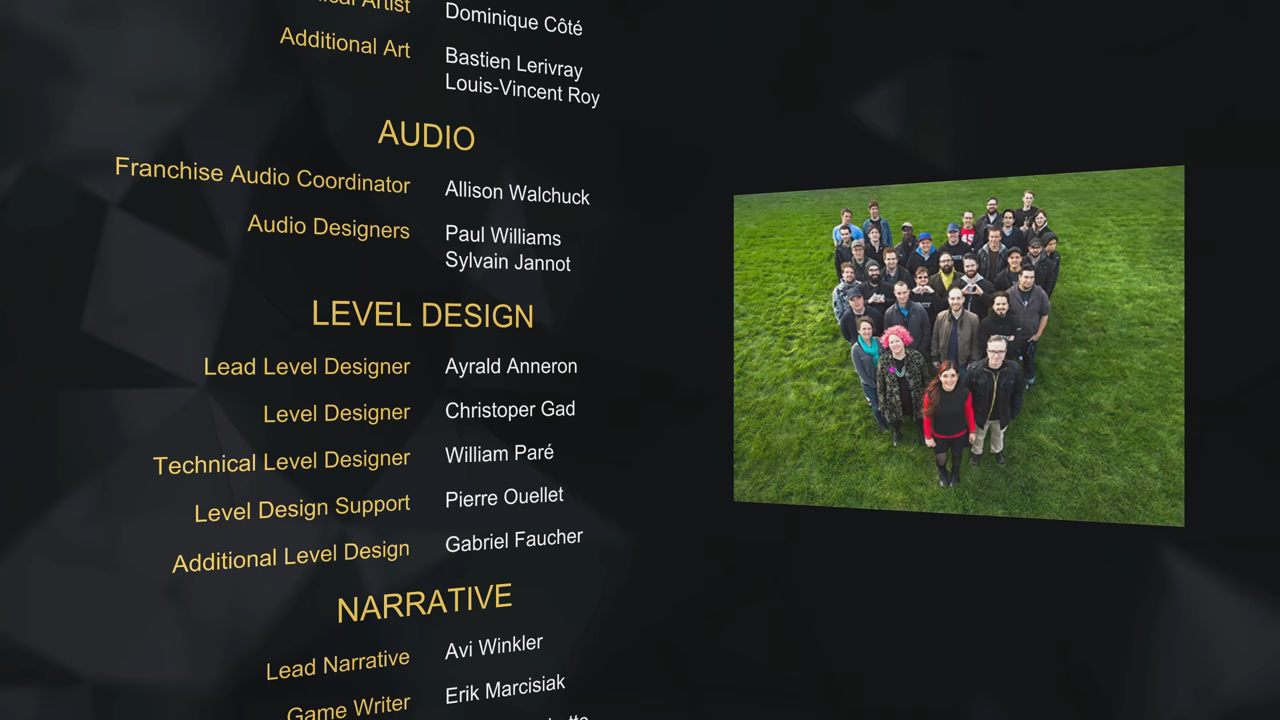 Artist Dominique Côté
Additional Art Bastien Lerivray
Louis-Vincent Roy
AUDIO
Franchise Audio Coordinator Allison Walchuck
Audio Designers Paul Williams
Sylvain Jannot
LEVEL DESIGN
Lead Level Designer Ayrald Anneron
Level Designer Christoper Gad
Technical Level Designer William Paré
Level Design Support Pierre Ouellet
Additional Level Design Gabriel Faucher
NARRATIVE
Lead Narrative Avi Winkler
Game Writer Erik Marcisiak